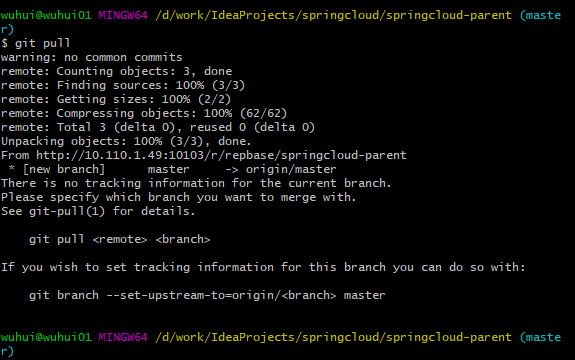 wuhui@wuhui01 MINGW64 /d/work/IdeaProjects/springcloud/springcloud-parent (maste
r)
$ git pull
warning: no common commits
remote: Counting objects: 3, done
remote: Finding sources: 100% (3/3)
remote: Getting sizes: 100% (2/2)
remote: Compressing objects: 100% (62/62)
remote: Total 3 (delta 0), reused 0 (delta 0)
Unpacking objects: 100% (3/3), done.
From http://10.110.1.49:10103/r/repbase/springcloud-parent
 * [new branch]      master     -> origin/master
There is no tracking information for the current branch.
Please specify which branch you want to merge with.
See git-pull(1) for details.

    git pull <remote> <branch>

If you wish to set tracking information for this branch you can do so with:

    git branch --set-upstream-to=origin/<branch> master

wuhui@wuhui01 MINGW64 /d/work/IdeaProjects/springcloud/springcloud-parent (maste
r)